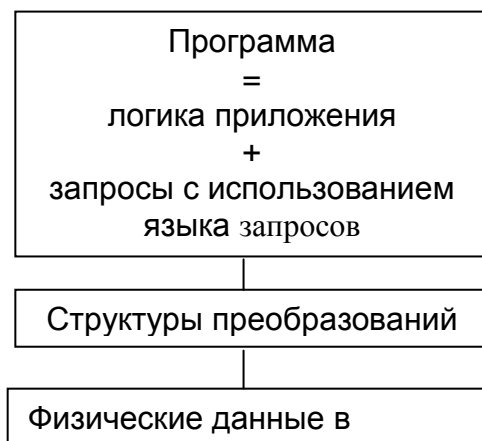 Программа
=
логика приложения
+
запросы с использованием
языка запросов
Структуры преобразований
Физические данные в